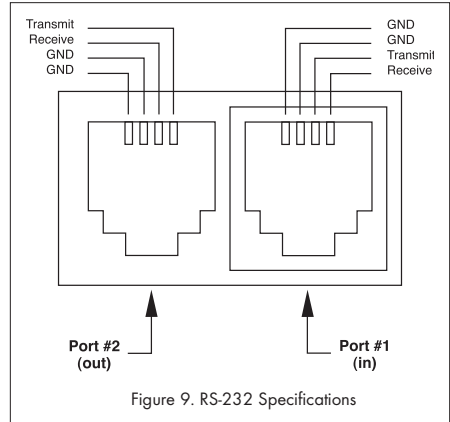 Transmit
Receive
GND
GND
GND
GND
Transmit
Receive
Port #2
(out)
Port #1
(in)
Figure 9. RS-232 Specifications